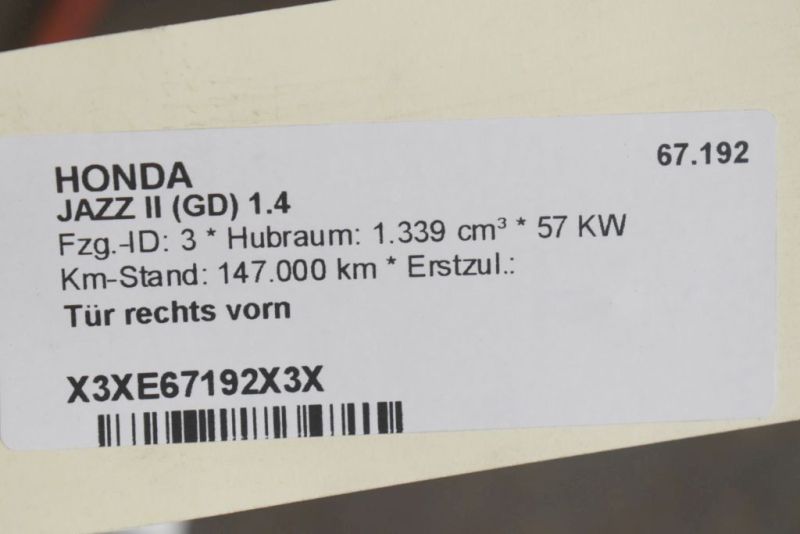 67.192
HONDA
JAZZ II (GD) 1.4
Fzg.-ID: 3 * Hubraum: 1.339 cm³ * 57 KW
Km-Stand: 147.000 km * Erstzul.:
Tür rechts vorn
X3XE67192X3X